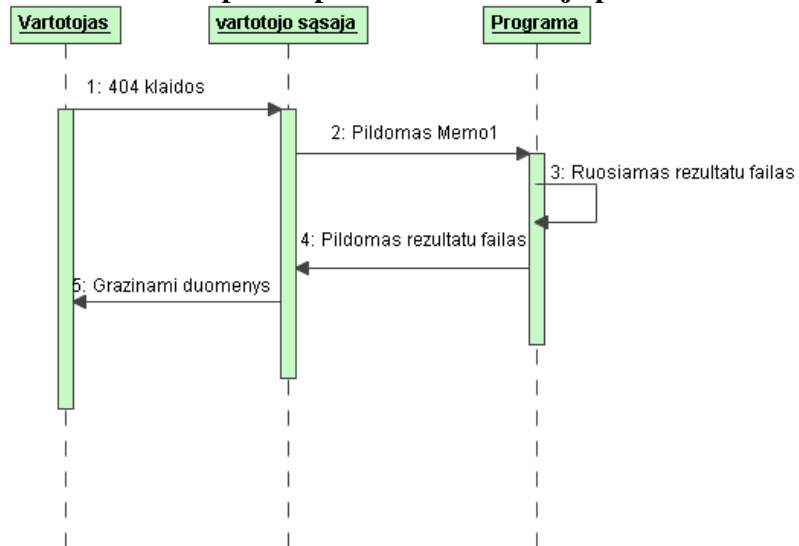 Vartotojas
vartotojo sąsaja
Programa
1: 404 klaidos
2: Pildomas Memo1
3: Ruosiamas rezultatu failas
4: Pildomas rezultatu failas
5: Grazinami duomenys